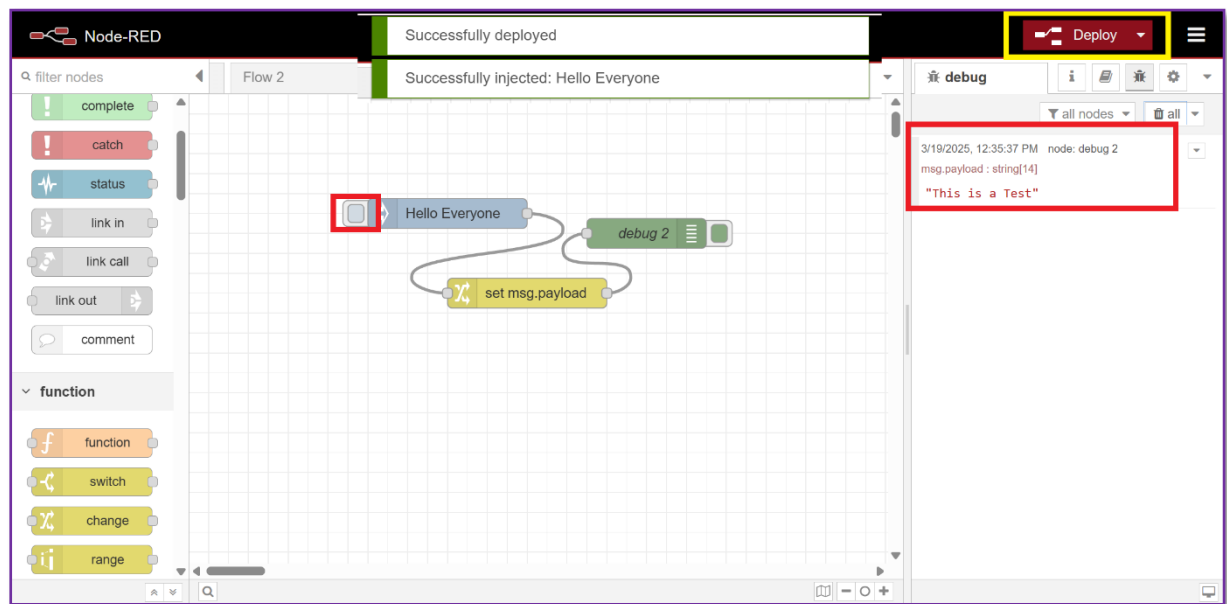 Node-RED
Successfully deployed
Deploy
filter nodes
Flow 2
Successfully injected: Hello Everyone
debug
i
all nodes
all
complete
catch
status
link in
link call
link out
comment
function
function
switch
change
range
Hello Everyone
debug 2
set msg.payload
3/19/2025, 12:35:37 PM node: debug 2
msg.payload : string[14]
"This is a Test"